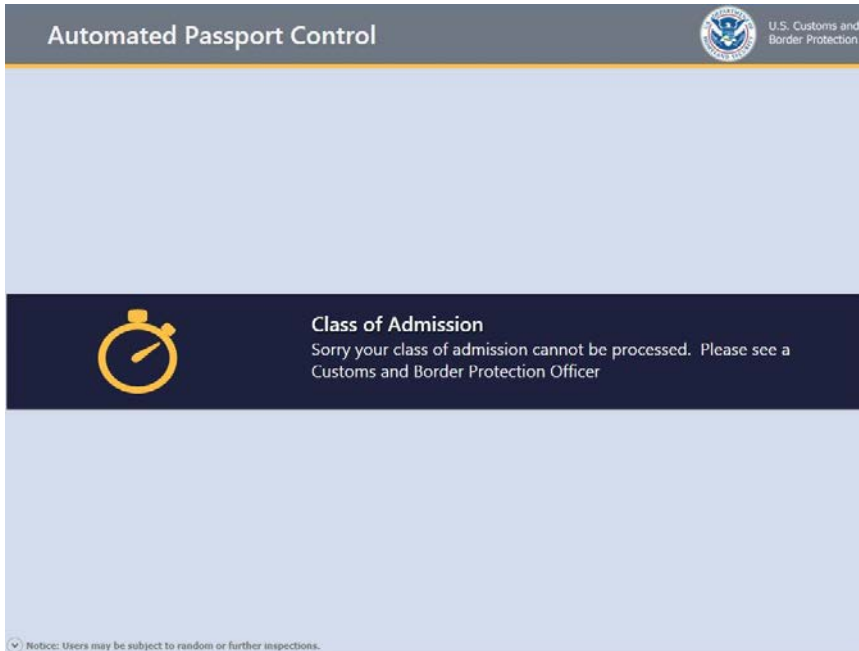 Automated Passport Control
U.S. Customs and
Border Protection
Class of Admission
Sorry your class of admission cannot be processed. Please see a
Customs and Border Protection Officer
Notice: Users may be subject to random or further inspections.